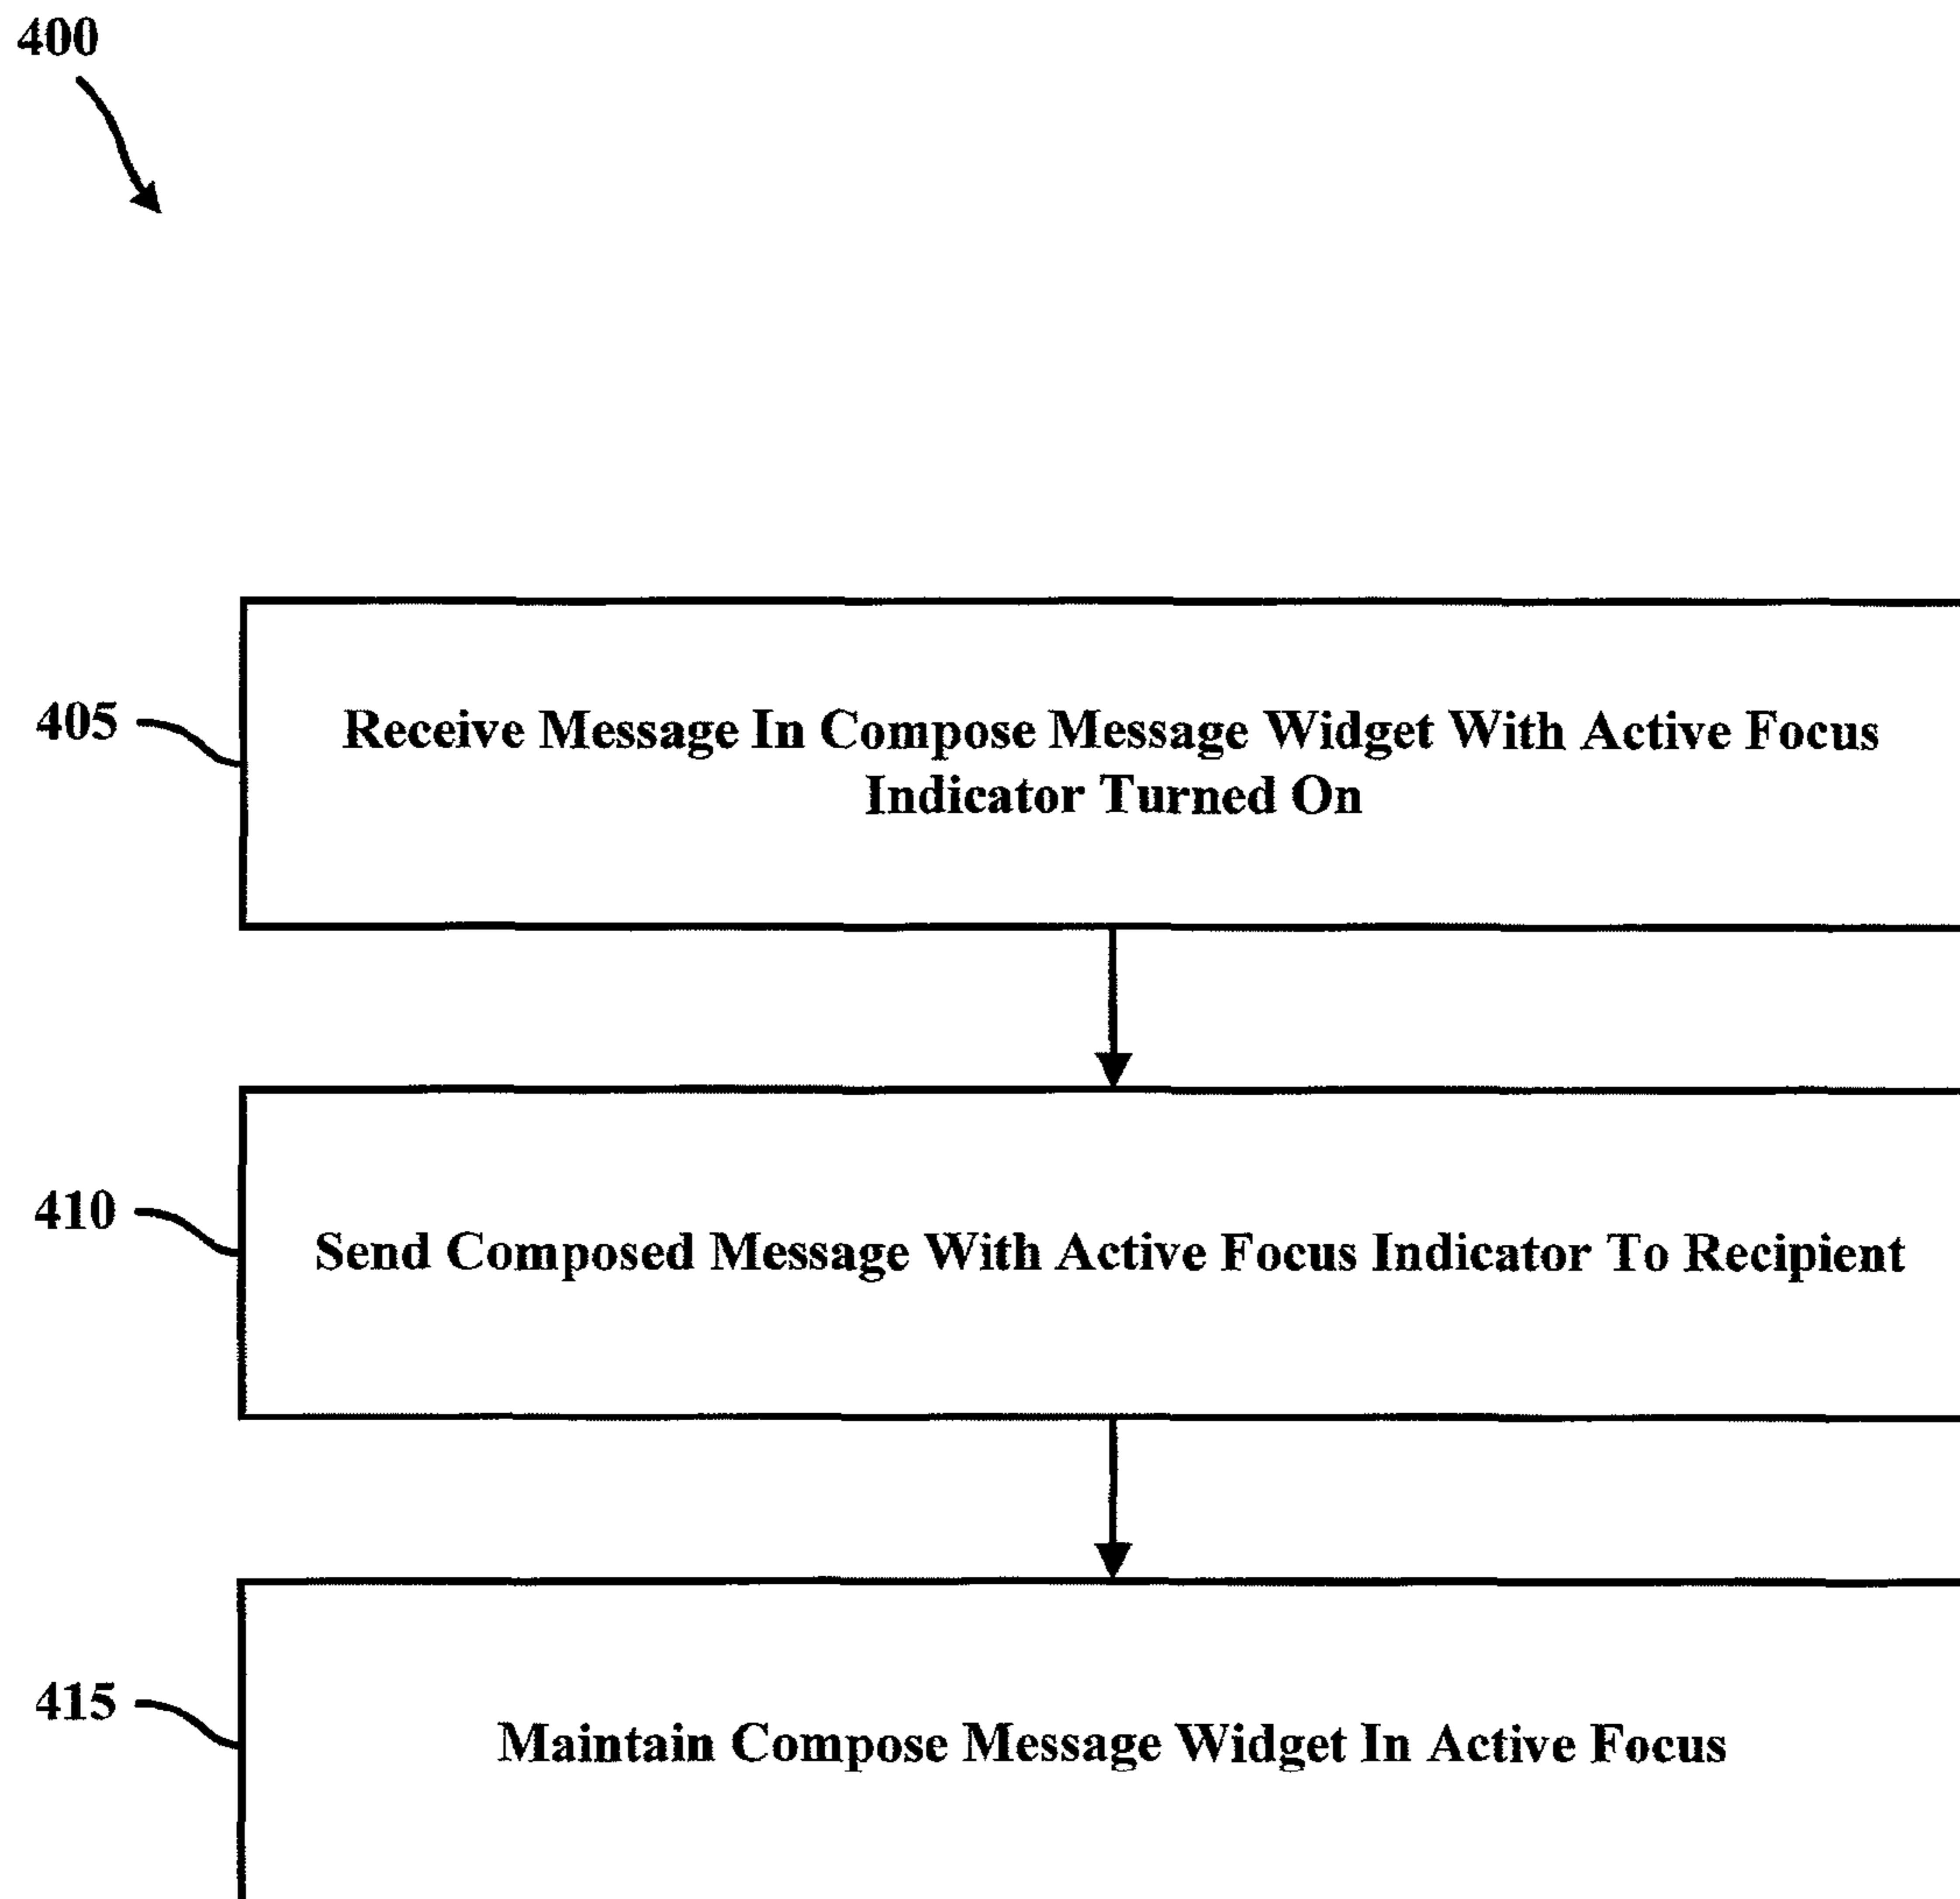 400
405
Receive Message In Compose Message Widget With Active Focus
Indicator Turned On
410
Send Composed Message With Active Focus Indicator To Recipient
415
Maintain Compose Message Widget In Active Focus